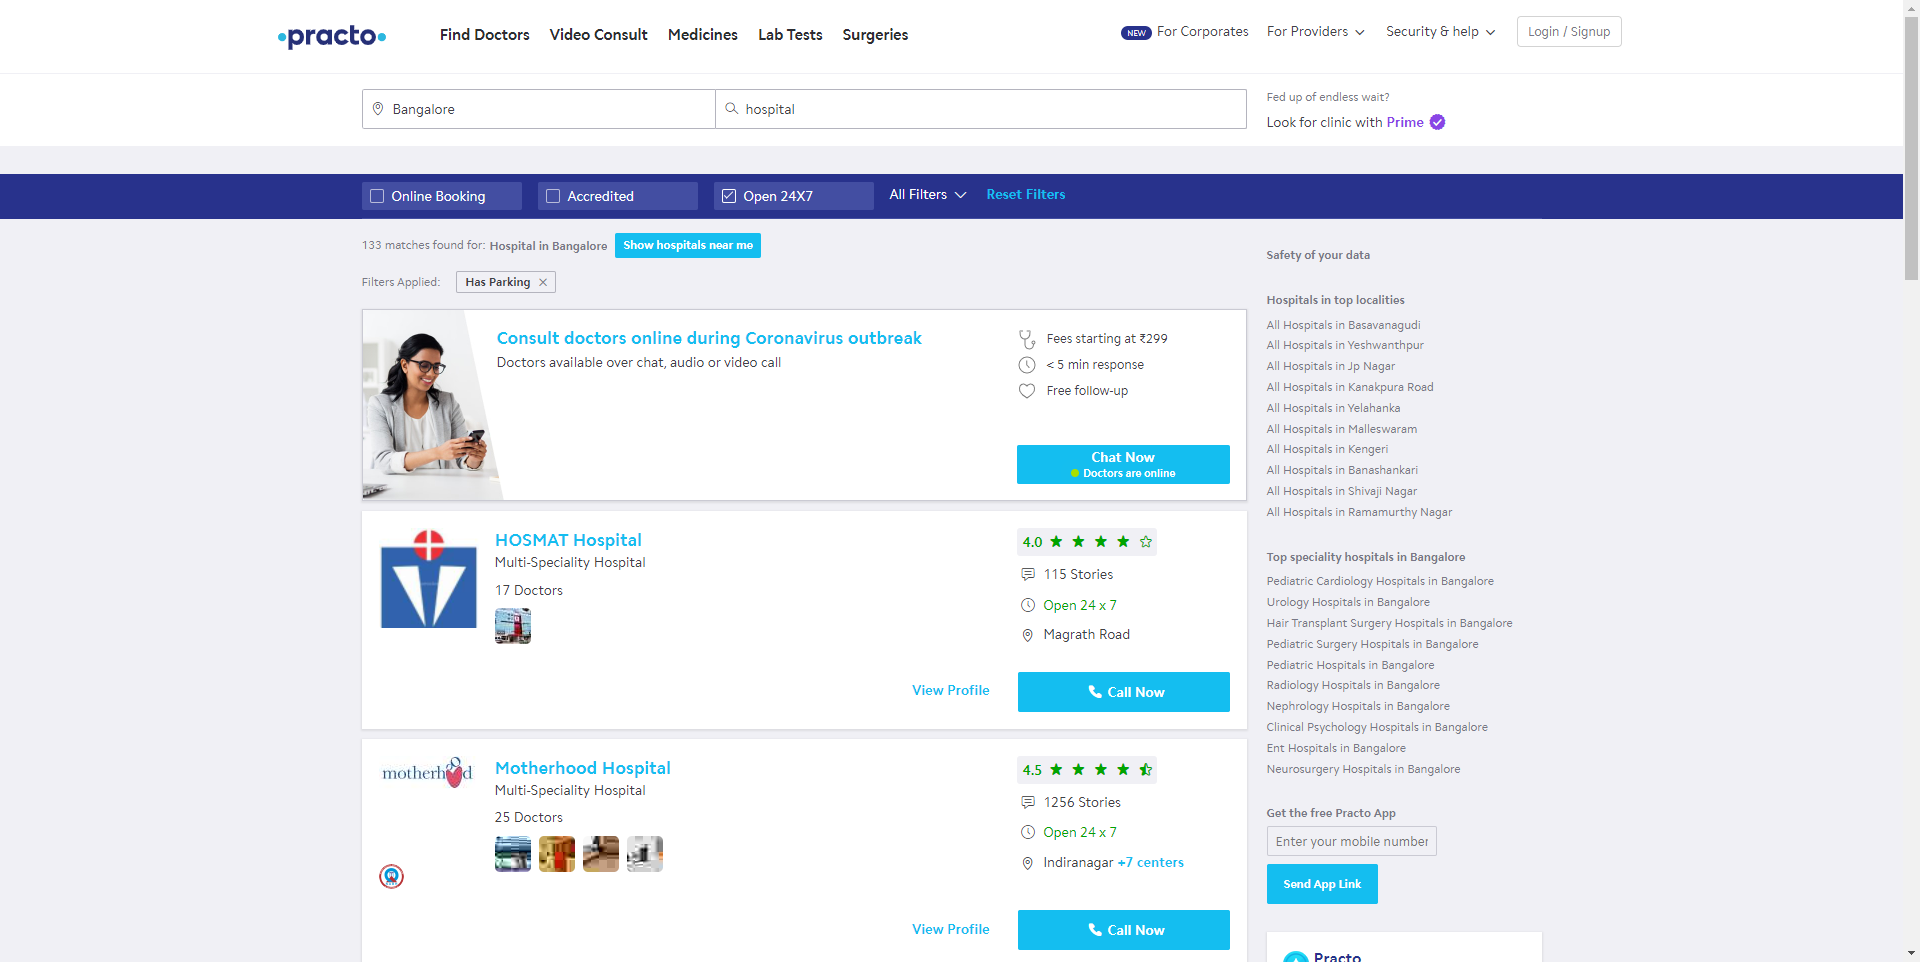 practo
Find Doctors
Video Consult
Medicines
Lab Tests
Surgeries
NEW For Corporates
For Providers
Security & help
Login / Signup
Bangalore
hospital
Fed up of endless wait?
Look for clinic with Prime
Online Booking
Accredited
Open 24X7
All Filters
Reset Filters
133 matches found for: Hospital in Bangalore
Show hospitals near me
Filters Applied:
Has Parking
Consult doctors online during Coronavirus outbreak
Doctors available over chat, audio or video call
Fees starting at ₹299
< 5 min response
Free follow-up
Chat Now
Doctors are online
HOSMAT Hospital
Multi-Speciality Hospital
17 Doctors
4.0
115 Stories
Open 24 x 7
Magrath Road
View Profile
Call Now
motherhood
Motherhood Hospital
Multi-Speciality Hospital
25 Doctors
4.5
1256 Stories
Open 24 x 7
Indiranagar +7 centers
View Profile
Call Now
Safety of your data
Hospitals in top localities
All Hospitals in Basavanagudi
All Hospitals in Yeshwanthpur
All Hospitals in Jp Nagar
All Hospitals in Kanakpura Road
All Hospitals in Yelahanka
All Hospitals in Malleswaram
All Hospitals in Kengeri
All Hospitals in Banashankari
All Hospitals in Shivaji Nagar
All Hospitals in Ramamurthy Nagar
Top speciality hospitals in Bangalore
Pediatric Cardiology Hospitals in Bangalore
Urology Hospitals in Bangalore
Hair Transplant Surgery Hospitals in Bangalore
Pediatric Surgery Hospitals in Bangalore
Pediatric Hospitals in Bangalore
Radiology Hospitals in Bangalore
Nephrology Hospitals in Bangalore
Clinical Psychology Hospitals in Bangalore
Ent Hospitals in Bangalore
Neurosurgery Hospitals in Bangalore
Get the free Practo App
Enter your mobile number
Send App Link
Practo